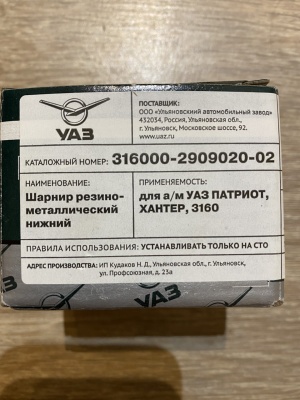 УАЗ
ПОСТАВЩИК:
ООО «Ульяновский автомобильный завод»
432034, Россия, Ульяновская обл.,
г. Ульяновск, Московское шоссе, 92.
www.uaz.ru
КАТАЛОЖНЫЙ НОМЕР: 316000-2909020-02
НАИМЕНОВАНИЕ:
Шарнир резино-
металлический
нижний
ПРИМЕНЯЕМОСТЬ:
для а/м УАЗ ПАТРИОТ,
ХАНТЕР, 3160
ПРАВИЛА ИСПОЛЬЗОВАНИЯ: УСТАНАВЛИВАТЬ ТОЛЬКО НА СТО
АДРЕС ПРОИЗВОДСТВА: ИП Кудаков Н. Д., Ульяновская обл., г. Ульяновск,
ул. Профсоюзная, д. 23а
УАЗ